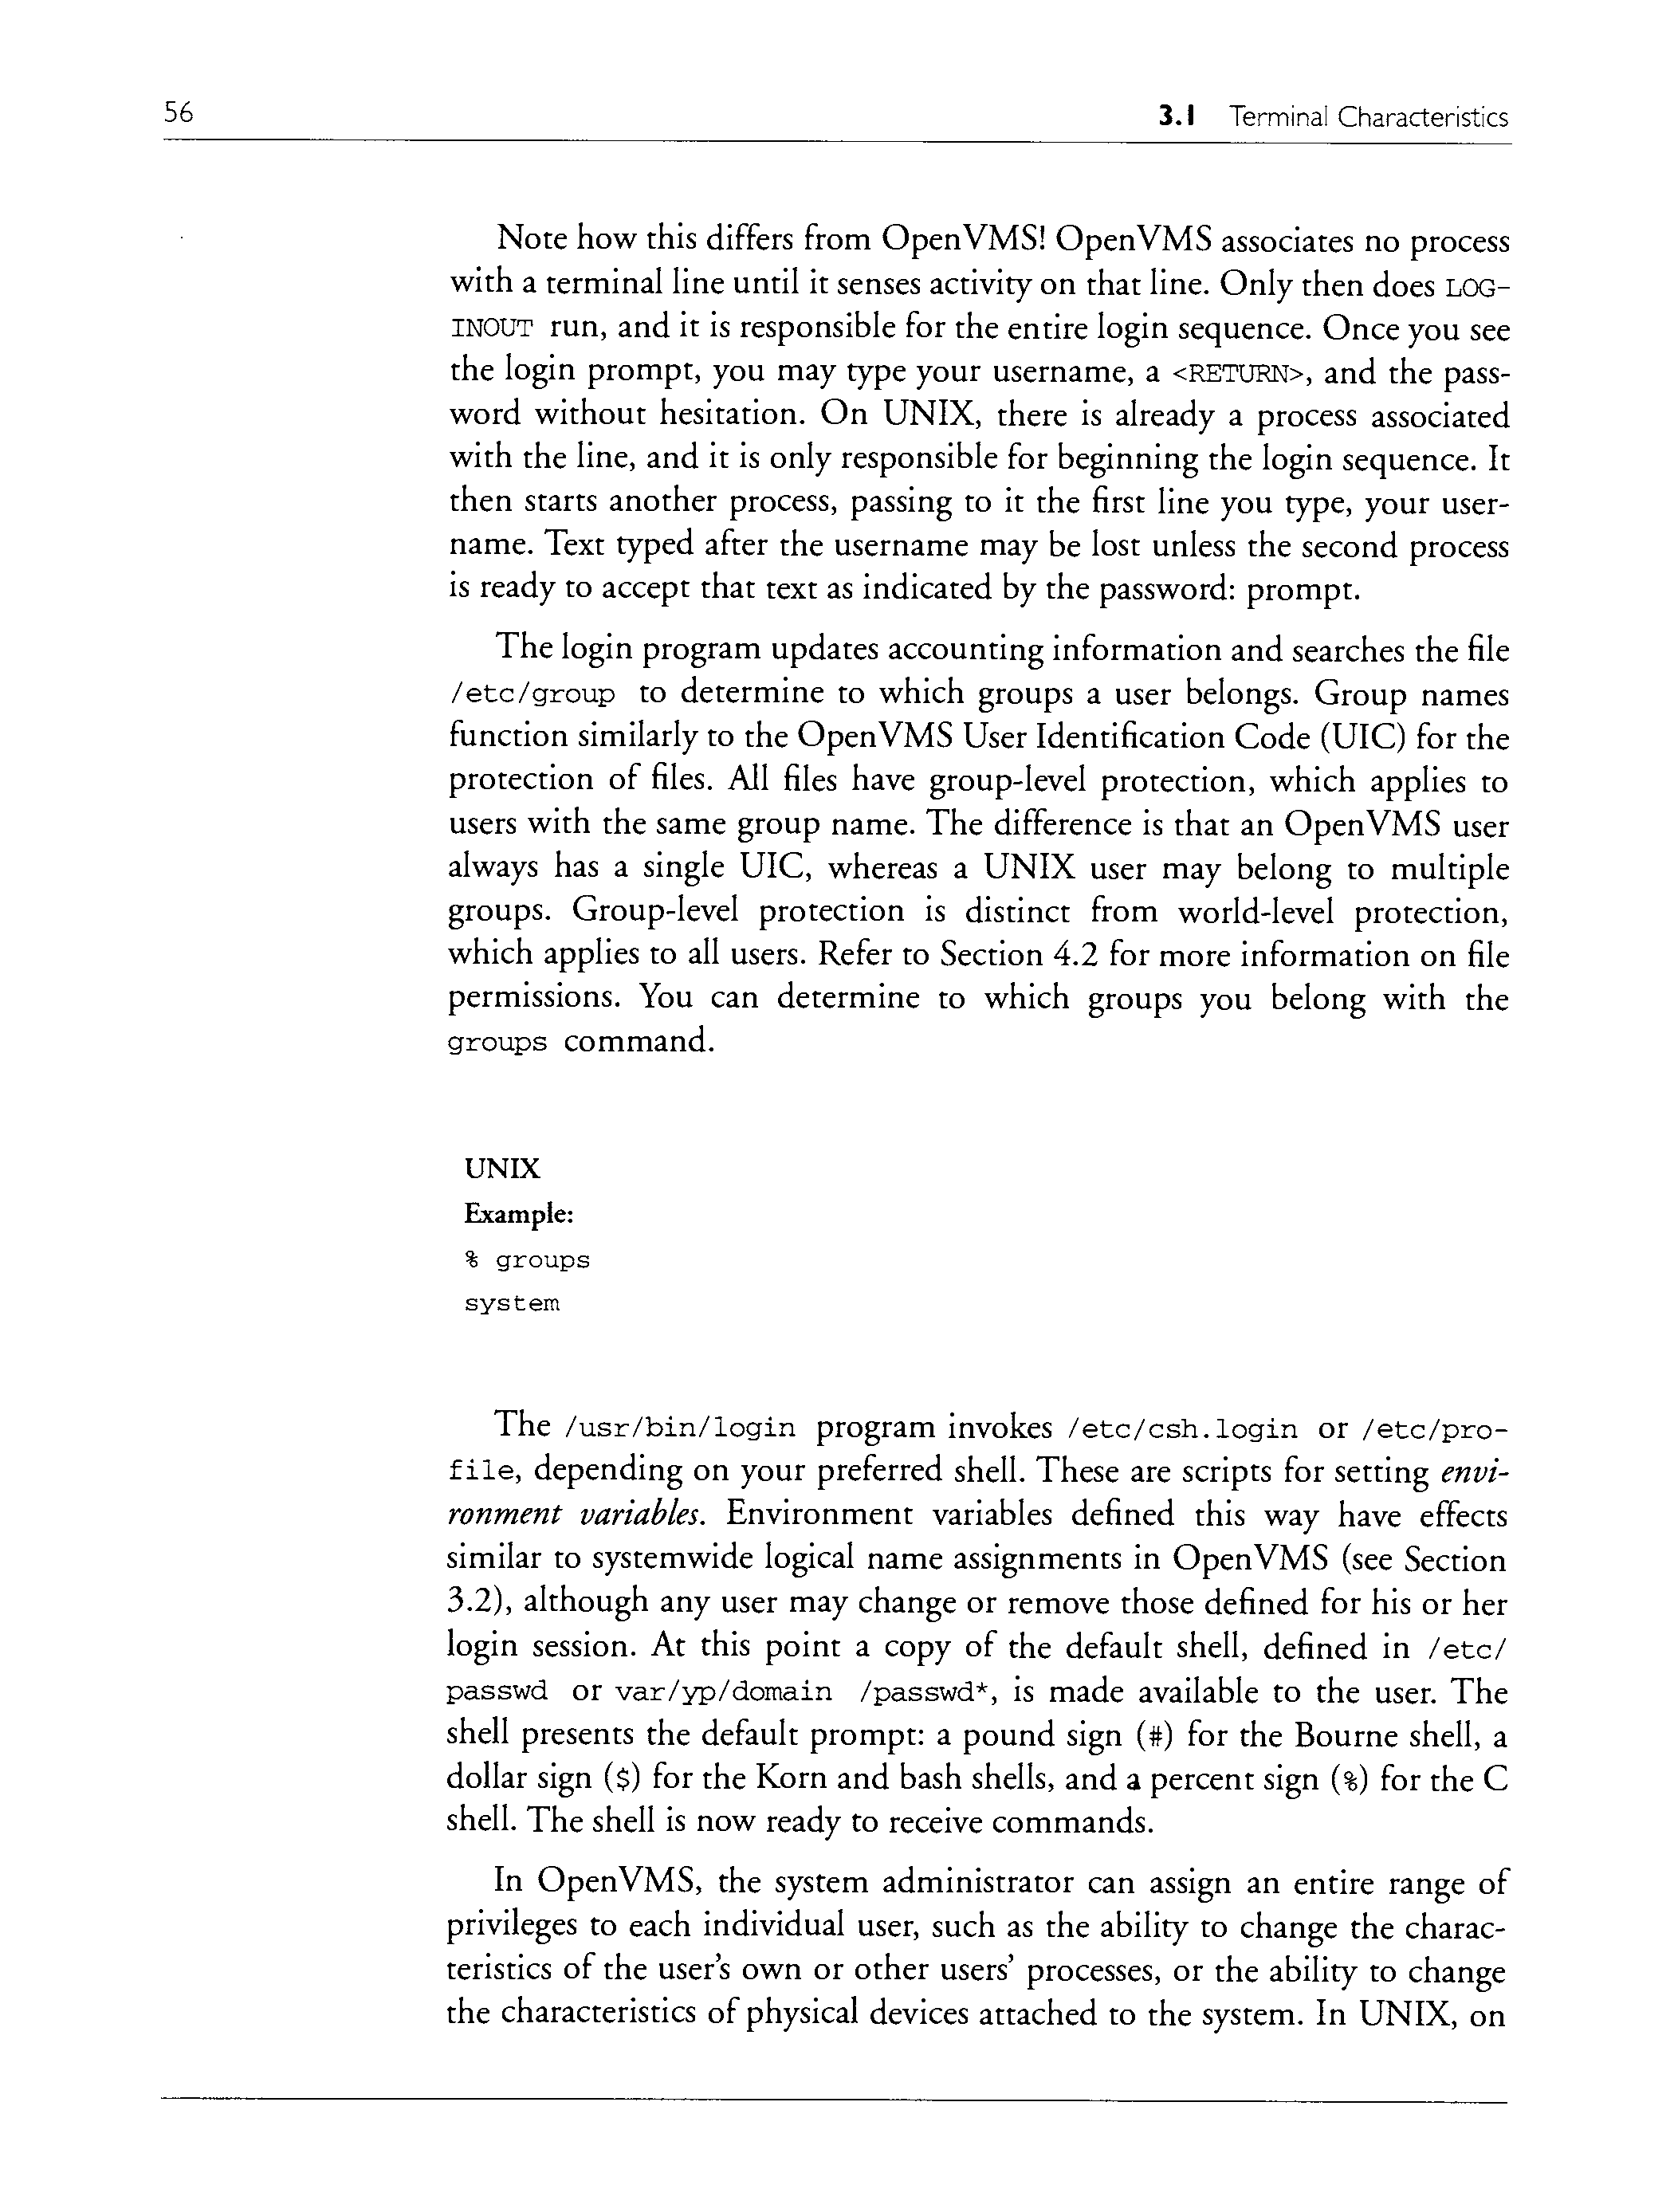 56
3.1 Terminal Characteristics
Note how this differs from OpenVMS! OpenVMS associates no process
with a terminal line until it senses activity on that line. Only then does LOG-
INOUT run, and it is responsible for the entire login sequence. Once you see
the login prompt, you may type your username, a <RETURN>, and the pass-
word without hesitation. On UNIX, there is already a process associated
with the line, and it is only responsible for beginning the login sequence. It
then starts another process, passing to it the first line you type, your user-
name. Text typed after the username may be lost unless the second process
is ready to accept that text as indicated by the password: prompt.
The login program updates accounting information and searches the file
/etc/group to determine to which groups a user belongs. Group names
function similarly to the OpenVMS User Identification Code (UIC) for the
protection of files. All files have group-level protection, which applies to
users with the same group name. The difference is that an OpenVMS user
always has a single UIC, whereas a UNIX user may belong to multiple
groups. Group-level protection is distinct from world-level protection,
which applies to all users. Refer to Section 4.2 for more information on file
permissions. You can determine to which groups you belong with the
groups command.
UNIX
Example:
% groups
system
The /usr/bin/login program invokes /etc/csh.login or /etc/pro-
file, depending on your preferred shell. These are scripts for setting envi-
ronment variables. Environment variables defined this way have effects
similar to systemwide logical name assignments in OpenVMS (see Section
3.2), although any user may change or remove those defined for his or her
login session. At this point a copy of the default shell, defined in /etc/
passwd or var/yp/domain /passwd*, is made available to the user. The
shell presents the default prompt: a pound sign (#) for the Bourne shell, a
dollar sign ($) for the Korn and bash shells, and a percent sign (%) for the C
shell. The shell is now ready to receive commands.
In OpenVMS, the system administrator can assign an entire range of
privileges to each individual user, such as the ability to change the charac-
teristics of the user's own or other users' processes, or the ability to change
the characteristics of physical devices attached to the system. In UNIX, on